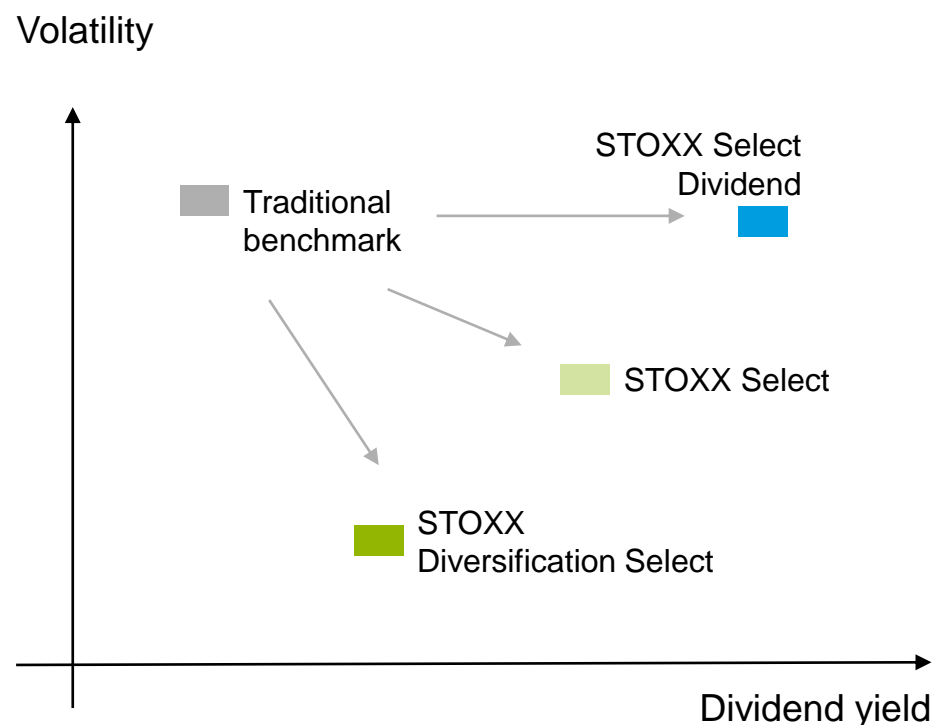 Volatility
STOXX Select
Dividend
Traditional
benchmark
STOXX Select
STOXX
Diversification Select
Dividend yield